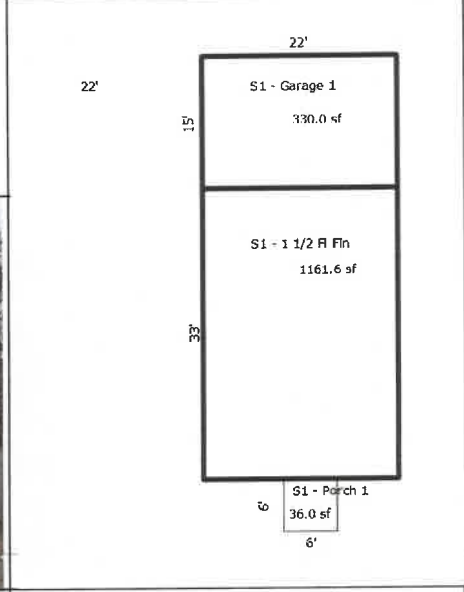 22'
22'
S1 - Garage 1
15'
330.0 sf
S1 - 1 1/2 Fl Fin
1161.6 sf
33'
S1 - Porch 1
6'
36.0 sf
6'